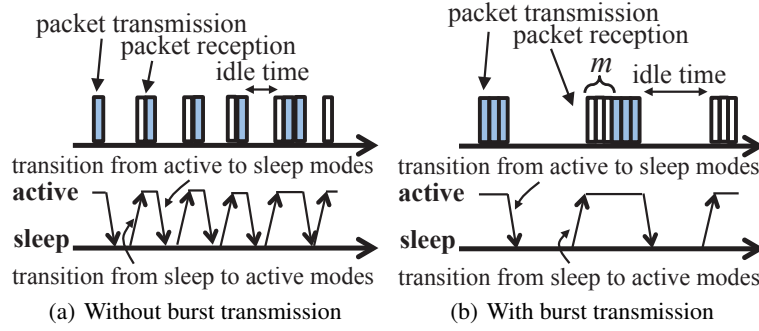 packet transmission
packet reception
idle time
transition from active to sleep modes
active
sleep
transition from sleep to active modes
(a) Without burst transmission
packet transmission
packet reception
m
idle time
transition from active to sleep modes
active
sleep
transition from sleep to active modes
(b) With burst transmission